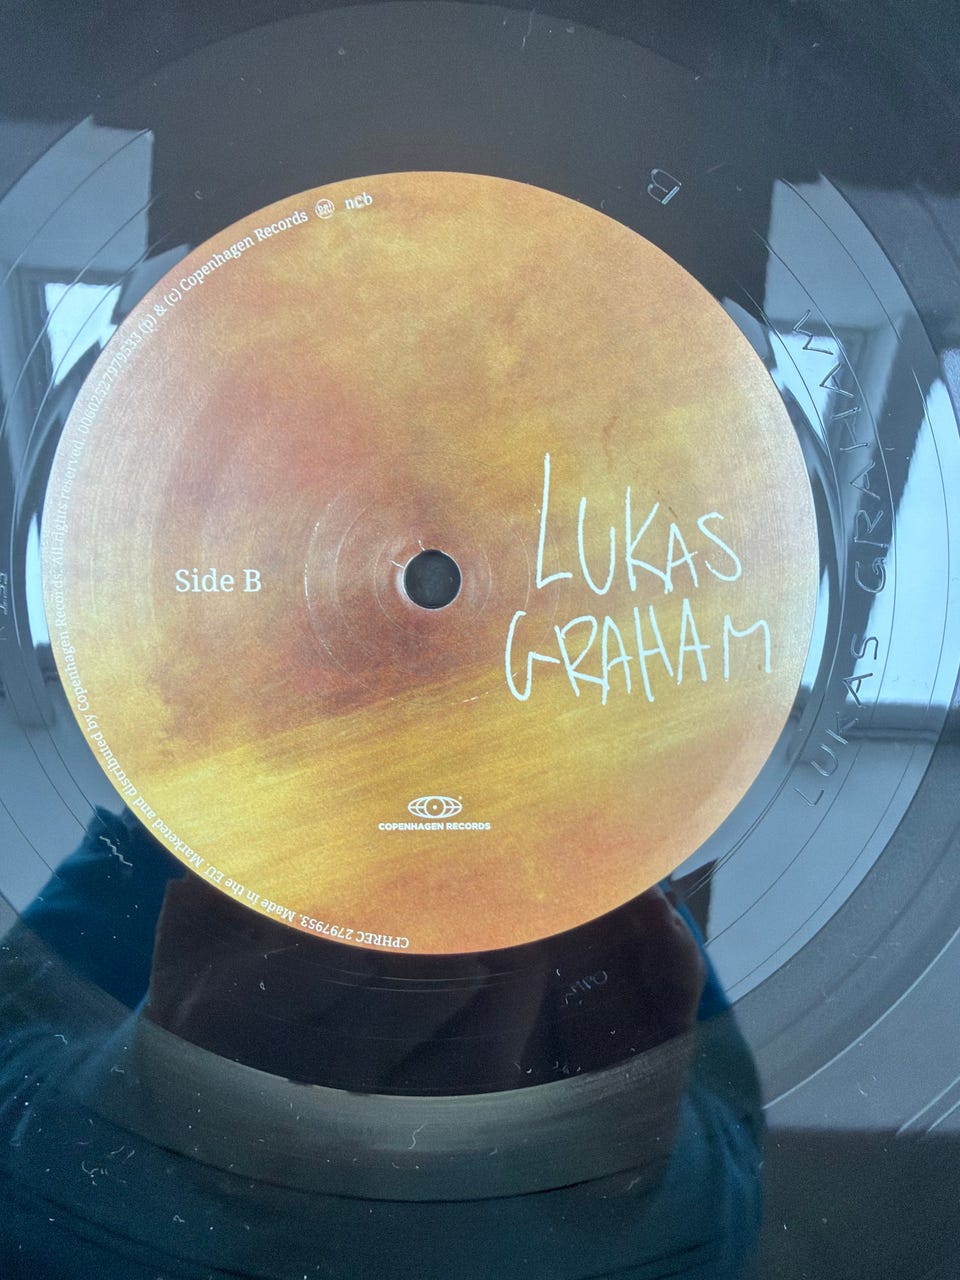 CPHREC 2797953. Made in the EU. Marketed and distributed by Copenhagen Records. All rights reserved. 00602527979533 (p) & (c) Copenhagen Records ncb
Side B
LUKAS
GRAHAM
COPENHAGEN RECORDS
B
LUKAS GRAHAM